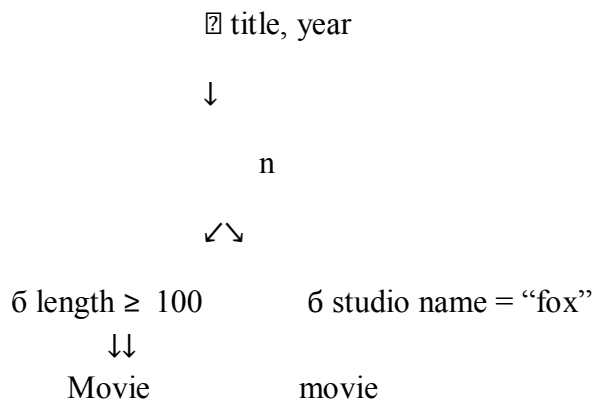 ⍰ title, year
↓
n
↙↘
б length ≥ 100 б studio name = “fox”
↓↓
Movie movie